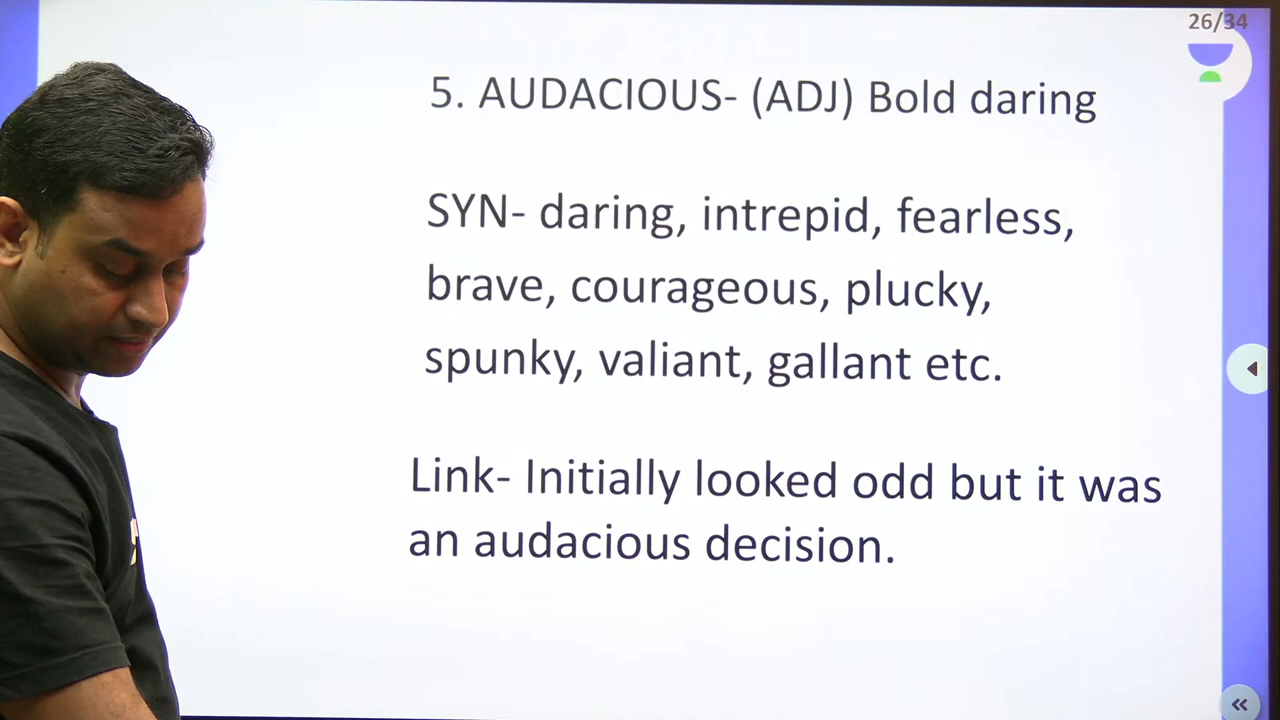 26/34
5. AUDACIOUS- (ADJ) Bold daring
SYN- daring, intrepid, fearless,
brave, courageous, plucky,
spunky, valiant, gallant etc.
Link- Initially looked odd but it was
an audacious decision.